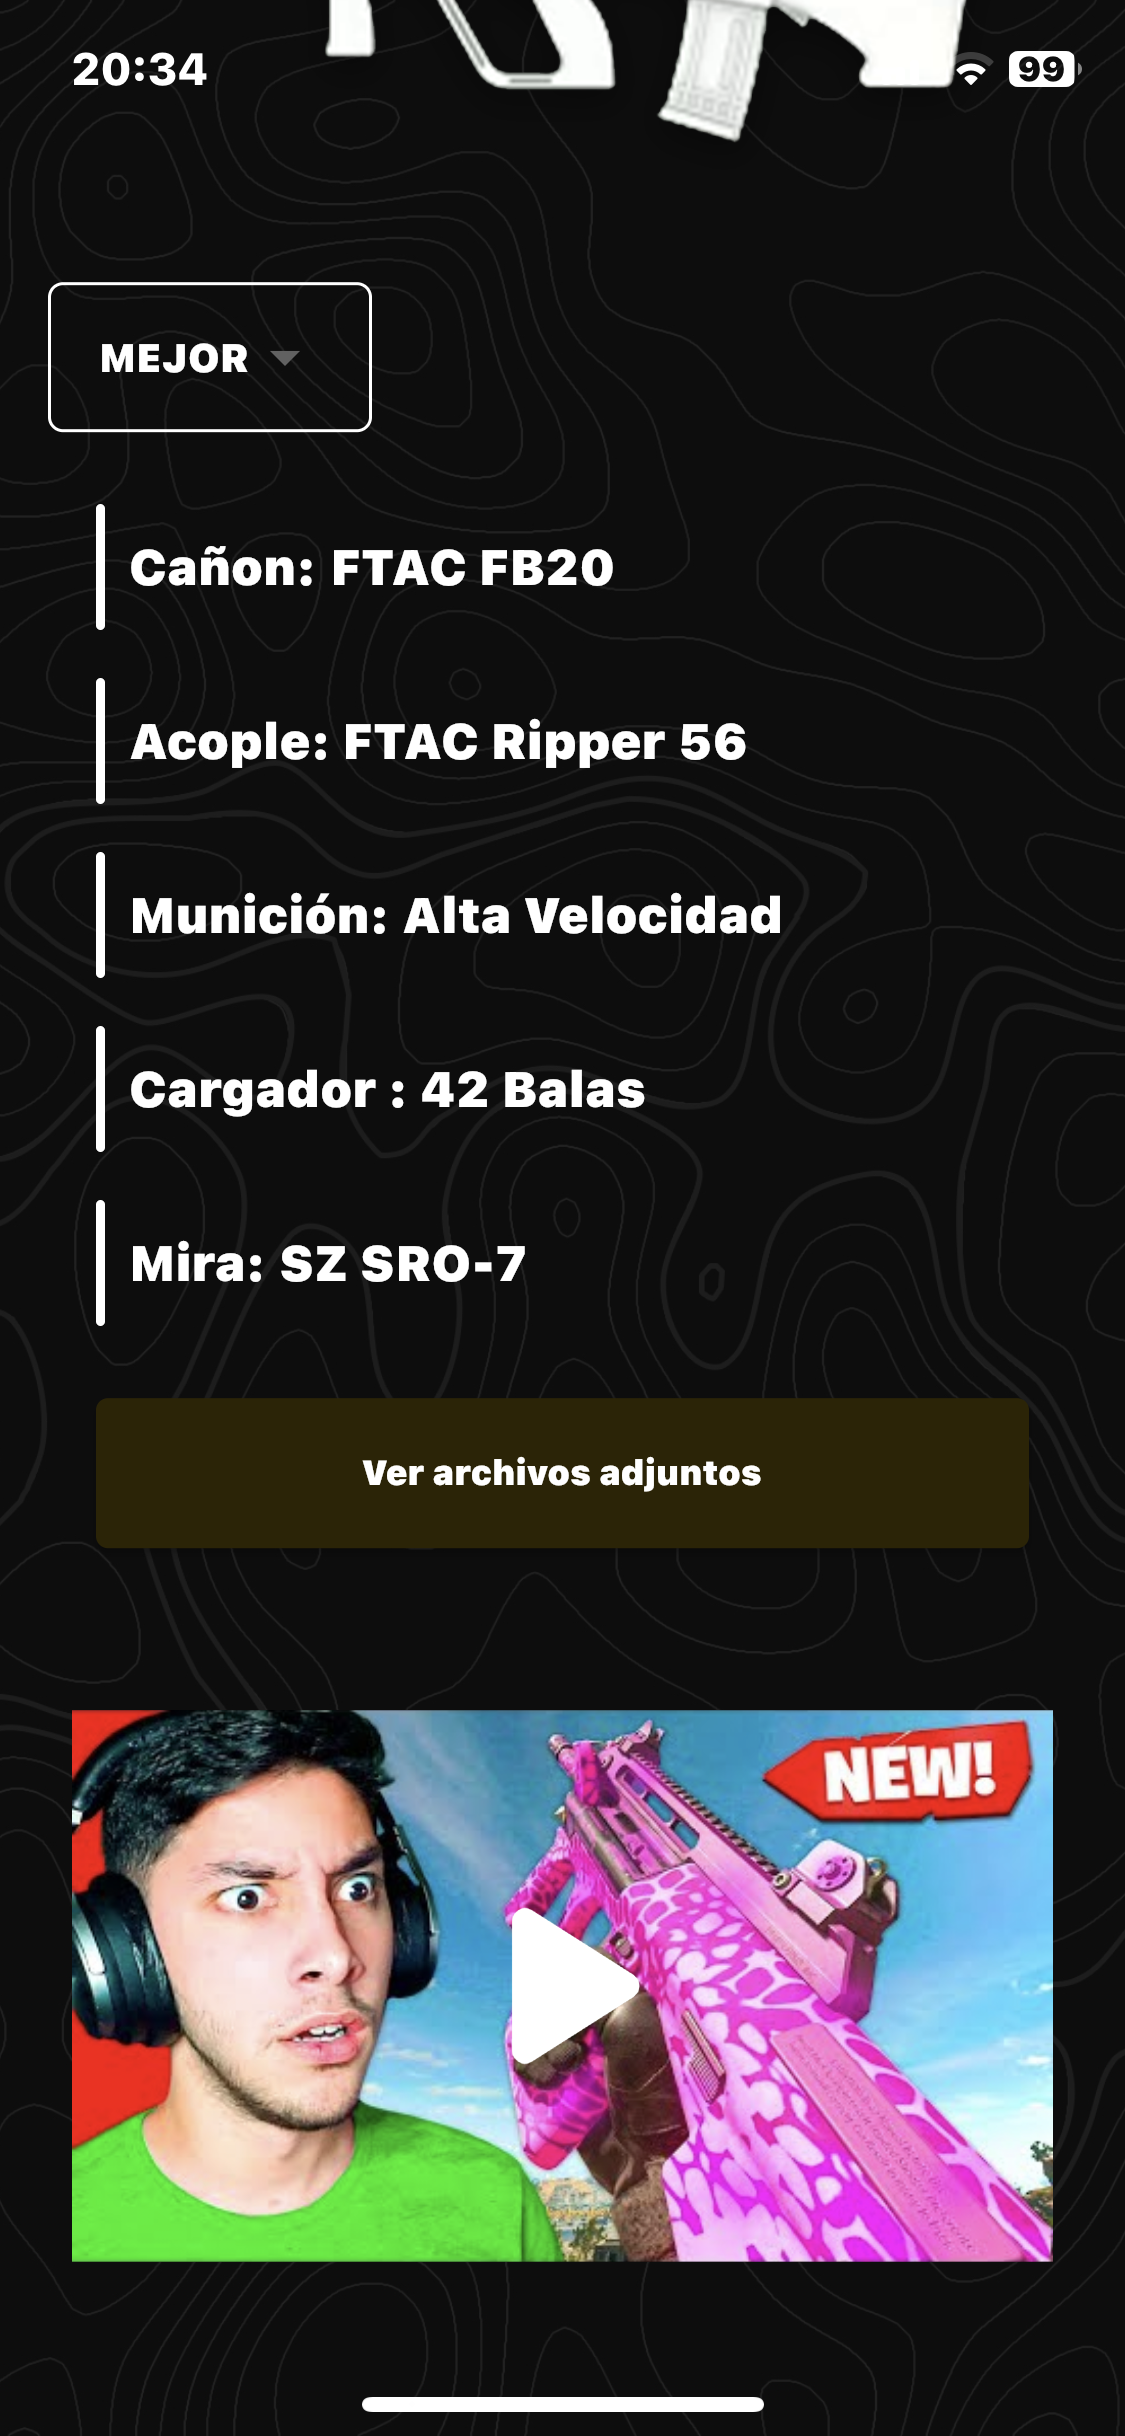 20:34
99
MEJOR
Cañon: FTAC FB20
Acople: FTAC Ripper 56
Munición: Alta Velocidad
Cargador : 42 Balas
Mira: SZ SRO-7
Ver archivos adjuntos
NEW!